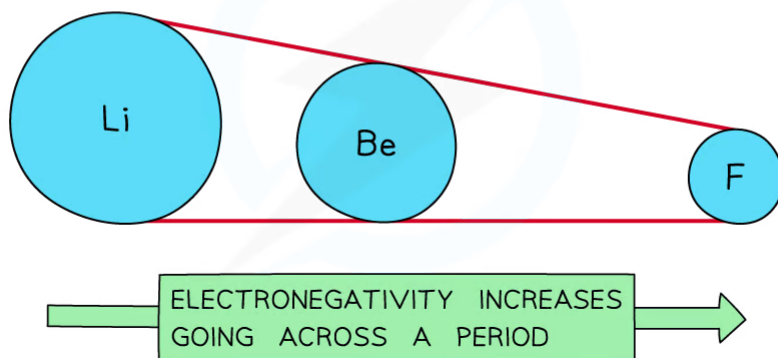 Li
Be
F
ELECTRONEGATIVITY INCREASES
GOING ACROSS A PERIOD